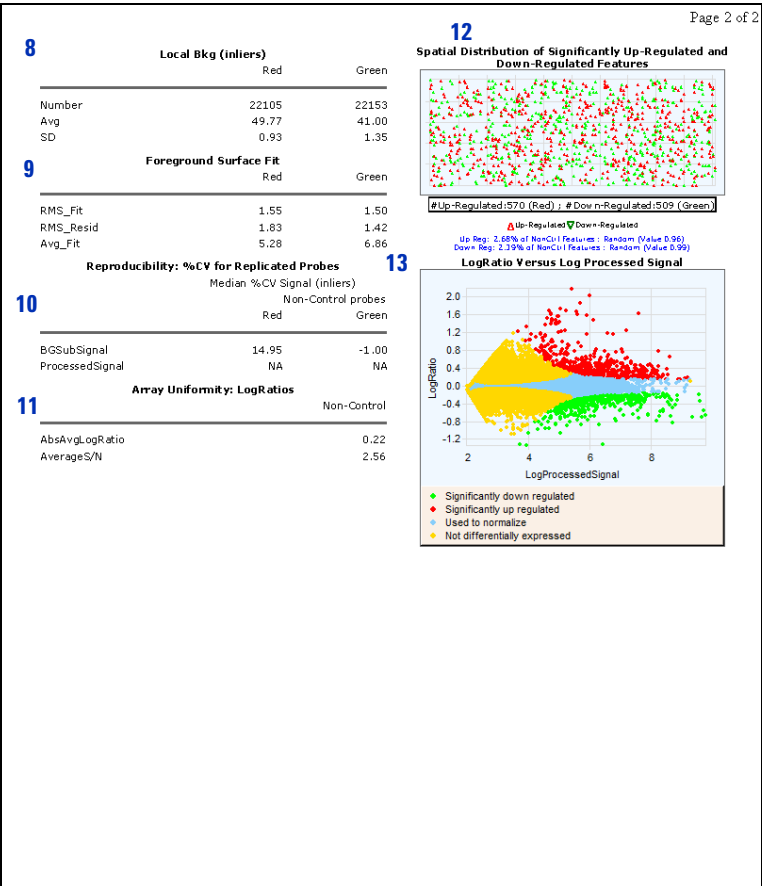 Page 2 of 2
8
Local Bkg (inliers)
Red Green
Number 22105 22153
Avg 49.77 41.00
SD 0.93 1.35
9
Foreground Surface Fit
Red Green
RMS_Fit 1.55 1.50
RMS_Resid 1.83 1.42
Avg_Fit 5.28 6.86
Reproducibility: %CV for Replicated Probes
Median %CV Signal (inliers)
10
Non-Control probes
Red Green
BGSubSignal 14.95 -1.00
ProcessedSignal NA NA
Array Uniformity: LogRatios
11
Non-Control
AbsAvgLogRatio 0.22
AverageS/N 2.56
12
Spatial Distribution of Significantly Up-Regulated and
Down-Regulated Features
#Up-Regulated:570 (Red) ; #Down-Regulated:509 (Green)
Up-Regulated Down-Regulated
Up Reg: 2.68% of NonCtrl Features : Random (Value 0.96)
Down Reg: 2.39% of NonCtrl Features : Random (Value 0.99)
13
LogRatio Versus Log Processed Signal
2.0
1.6
1.2
0.8
0.4
0.0
-0.4
-0.8
-1.2
LogRatio
2 4 6 8
LogProcessedSignal
Significantly down regulated
Significantly up regulated
Used to normalize
Not differentially expressed